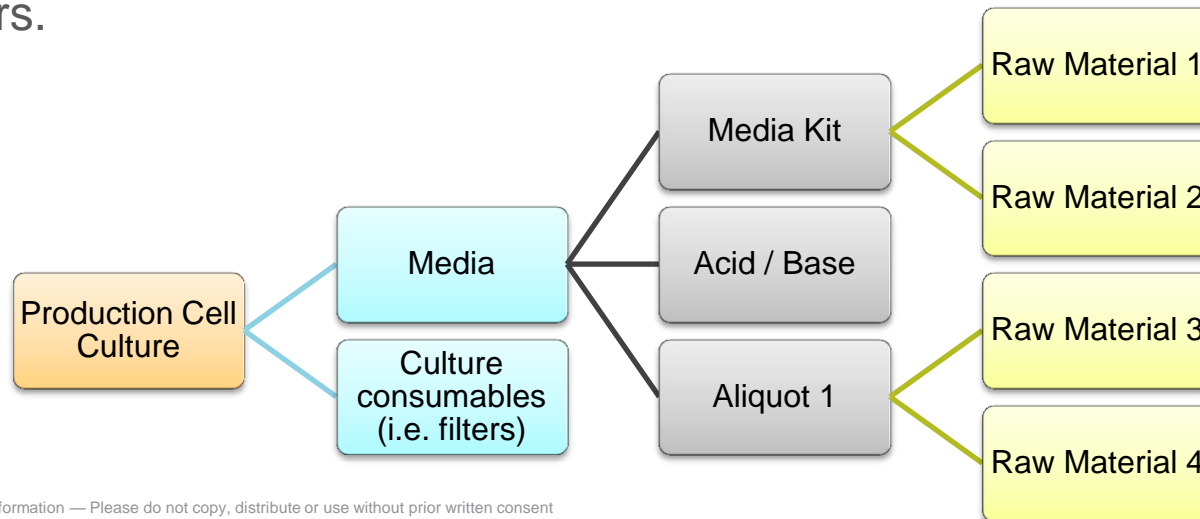 rs.
Raw Material 1
Media Kit
Raw Material 2
Media
Acid / Base
Production Cell
Culture
Raw Material 3
Culture
consumables
(i.e. filters)
Aliquot 1
Raw Material 4
formation — Please do not copy, distribute or use without prior written consent